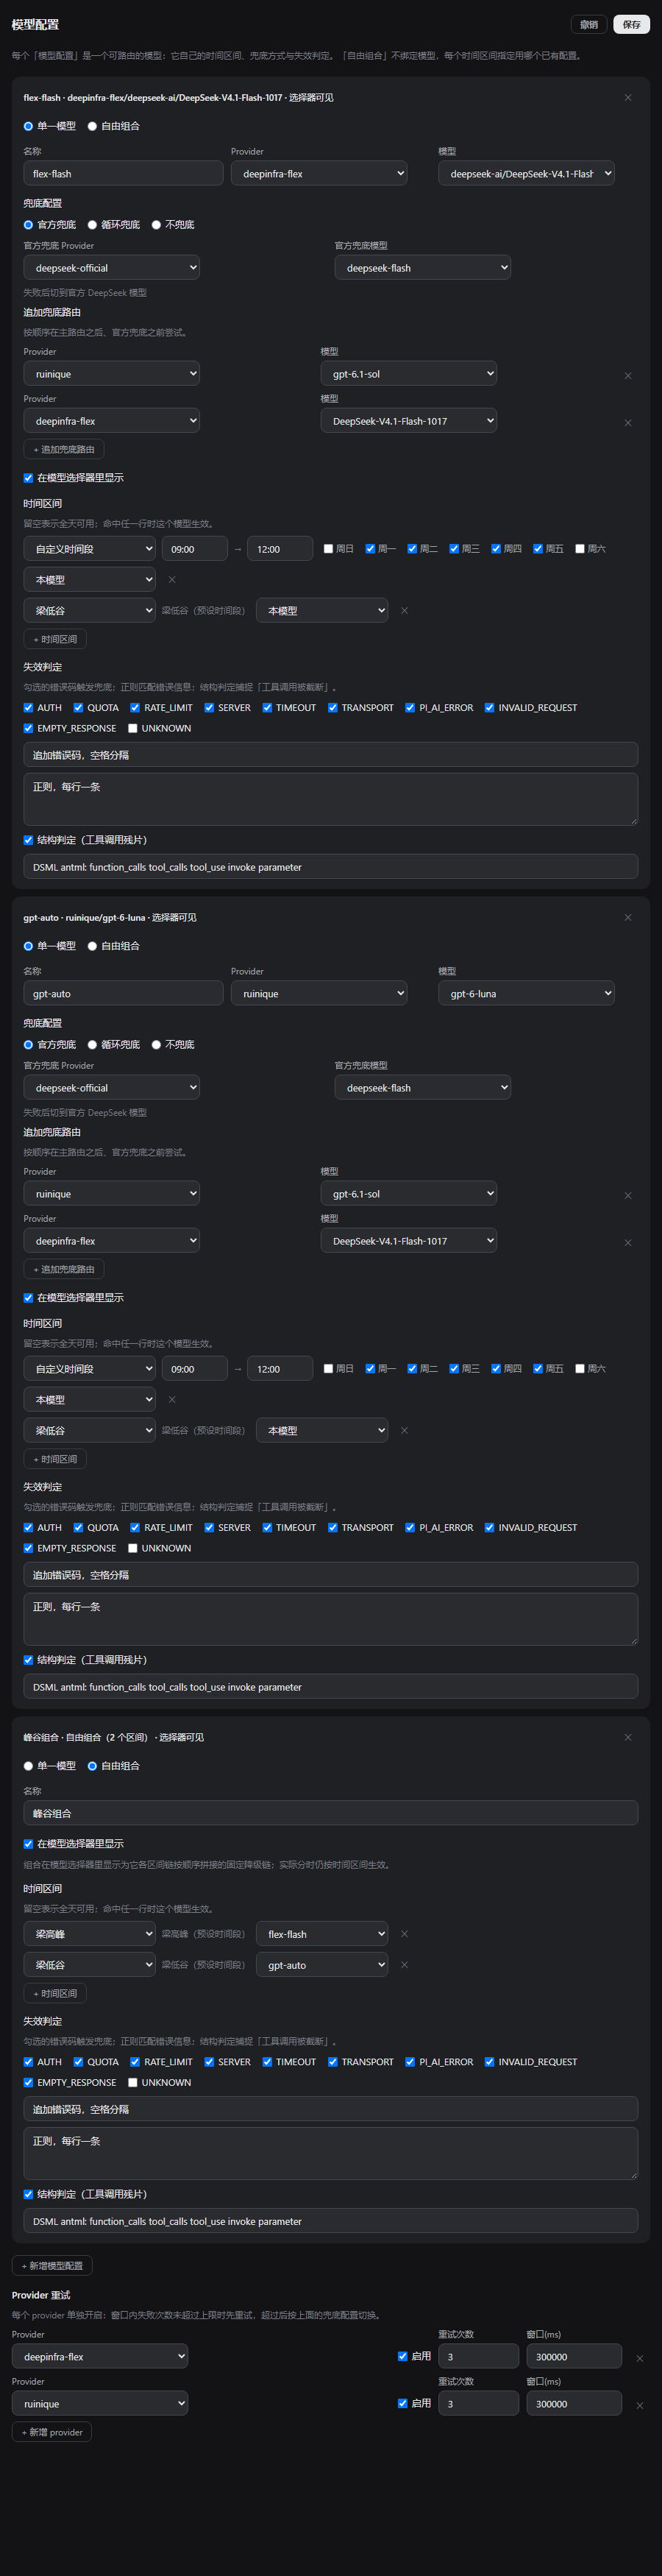 模型配置
撤销 保存
每个「模型配置」是一个可路由的模型：它自己的时间区间、兜底方式与失效判定。「自由组合」不绑定模型，每个时间区间指定用哪个已有配置。
flex-flash · deepinfra-flex/deepseek-ai/DeepSeek-V4.1-Flash-1017 · 选择器可见 ×
单一模型 自由组合
名称 Provider 模型
flex-flash deepinfra-flex deepseek-ai/DeepSeek-V4.1-Flash
兜底配置
官方兜底 循环兜底 不兜底
官方兜底 Provider 官方兜底模型
deepseek-official deepseek-flash
失败后切到官方 DeepSeek 模型
追加兜底路由
按顺序在主路由之后、官方兜底之前尝试。
Provider 模型
ruinique gpt-6.1-sol ×
Provider 模型
deepinfra-flex DeepSeek-V4.1-Flash-1017 ×
+ 追加兜底路由
在模型选择器里显示
时间区间
留空表示全天可用；命中任一行时这个模型生效。
自定义时间段 09:00 → 12:00 周日 周一 周二 周三 周四 周五 周六
本模型 ×
梁低谷 梁低谷（预设时间段） 本模型 ×
+ 时间区间
失效判定
勾选的错误码触发兜底；正则匹配错误信息；结构判定捕捉「工具调用被截断」。
AUTH QUOTA RATE_LIMIT SERVER TIMEOUT TRANSPORT PI_AI_ERROR INVALID_REQUEST
EMPTY_RESPONSE UNKNOWN
追加错误码，空格分隔
正则，每行一条
结构判定（工具调用残片）
DSML antml: function_calls tool_calls tool_use invoke parameter
gpt-auto · ruinique/gpt-6-luna · 选择器可见 ×
单一模型 自由组合
名称 Provider 模型
gpt-auto ruinique gpt-6-luna
兜底配置
官方兜底 循环兜底 不兜底
官方兜底 Provider 官方兜底模型
deepseek-official deepseek-flash
失败后切到官方 DeepSeek 模型
追加兜底路由
按顺序在主路由之后、官方兜底之前尝试。
Provider 模型
ruinique gpt-6.1-sol ×
Provider 模型
deepinfra-flex DeepSeek-V4.1-Flash-1017 ×
+ 追加兜底路由
在模型选择器里显示
时间区间
留空表示全天可用；命中任一行时这个模型生效。
自定义时间段 09:00 → 12:00 周日 周一 周二 周三 周四 周五 周六
本模型 ×
梁低谷 梁低谷（预设时间段） 本模型 ×
+ 时间区间
失效判定
勾选的错误码触发兜底；正则匹配错误信息；结构判定捕捉「工具调用被截断」。
AUTH QUOTA RATE_LIMIT SERVER TIMEOUT TRANSPORT PI_AI_ERROR INVALID_REQUEST
EMPTY_RESPONSE UNKNOWN
追加错误码，空格分隔
正则，每行一条
结构判定（工具调用残片）
DSML antml: function_calls tool_calls tool_use invoke parameter
峰谷组合 · 自由组合（2 个区间） · 选择器可见 ×
单一模型 自由组合
名称
峰谷组合
在模型选择器里显示
组合在模型选择器里显示为它各区间链按顺序拼接的固定降级链；实际分时仍按时间区间生效。
时间区间
留空表示全天可用；命中任一行时这个模型生效。
梁高峰 梁高峰（预设时间段） flex-flash ×
梁低谷 梁低谷（预设时间段） gpt-auto ×
+ 时间区间
失效判定
勾选的错误码触发兜底；正则匹配错误信息；结构判定捕捉「工具调用被截断」。
AUTH QUOTA RATE_LIMIT SERVER TIMEOUT TRANSPORT PI_AI_ERROR INVALID_REQUEST
EMPTY_RESPONSE UNKNOWN
追加错误码，空格分隔
正则，每行一条
结构判定（工具调用残片）
DSML antml: function_calls tool_calls tool_use invoke parameter
+ 新增模型配置
Provider 重试
每个 provider 单独开启：窗口内失败次数未超过上限时先重试，超过后按上面的兜底配置切换。
Provider 重试次数 窗口(ms)
deepinfra-flex 启用 3 300000 ×
Provider 重试次数 窗口(ms)
ruinique 启用 3 300000 ×
+ 新增 provider